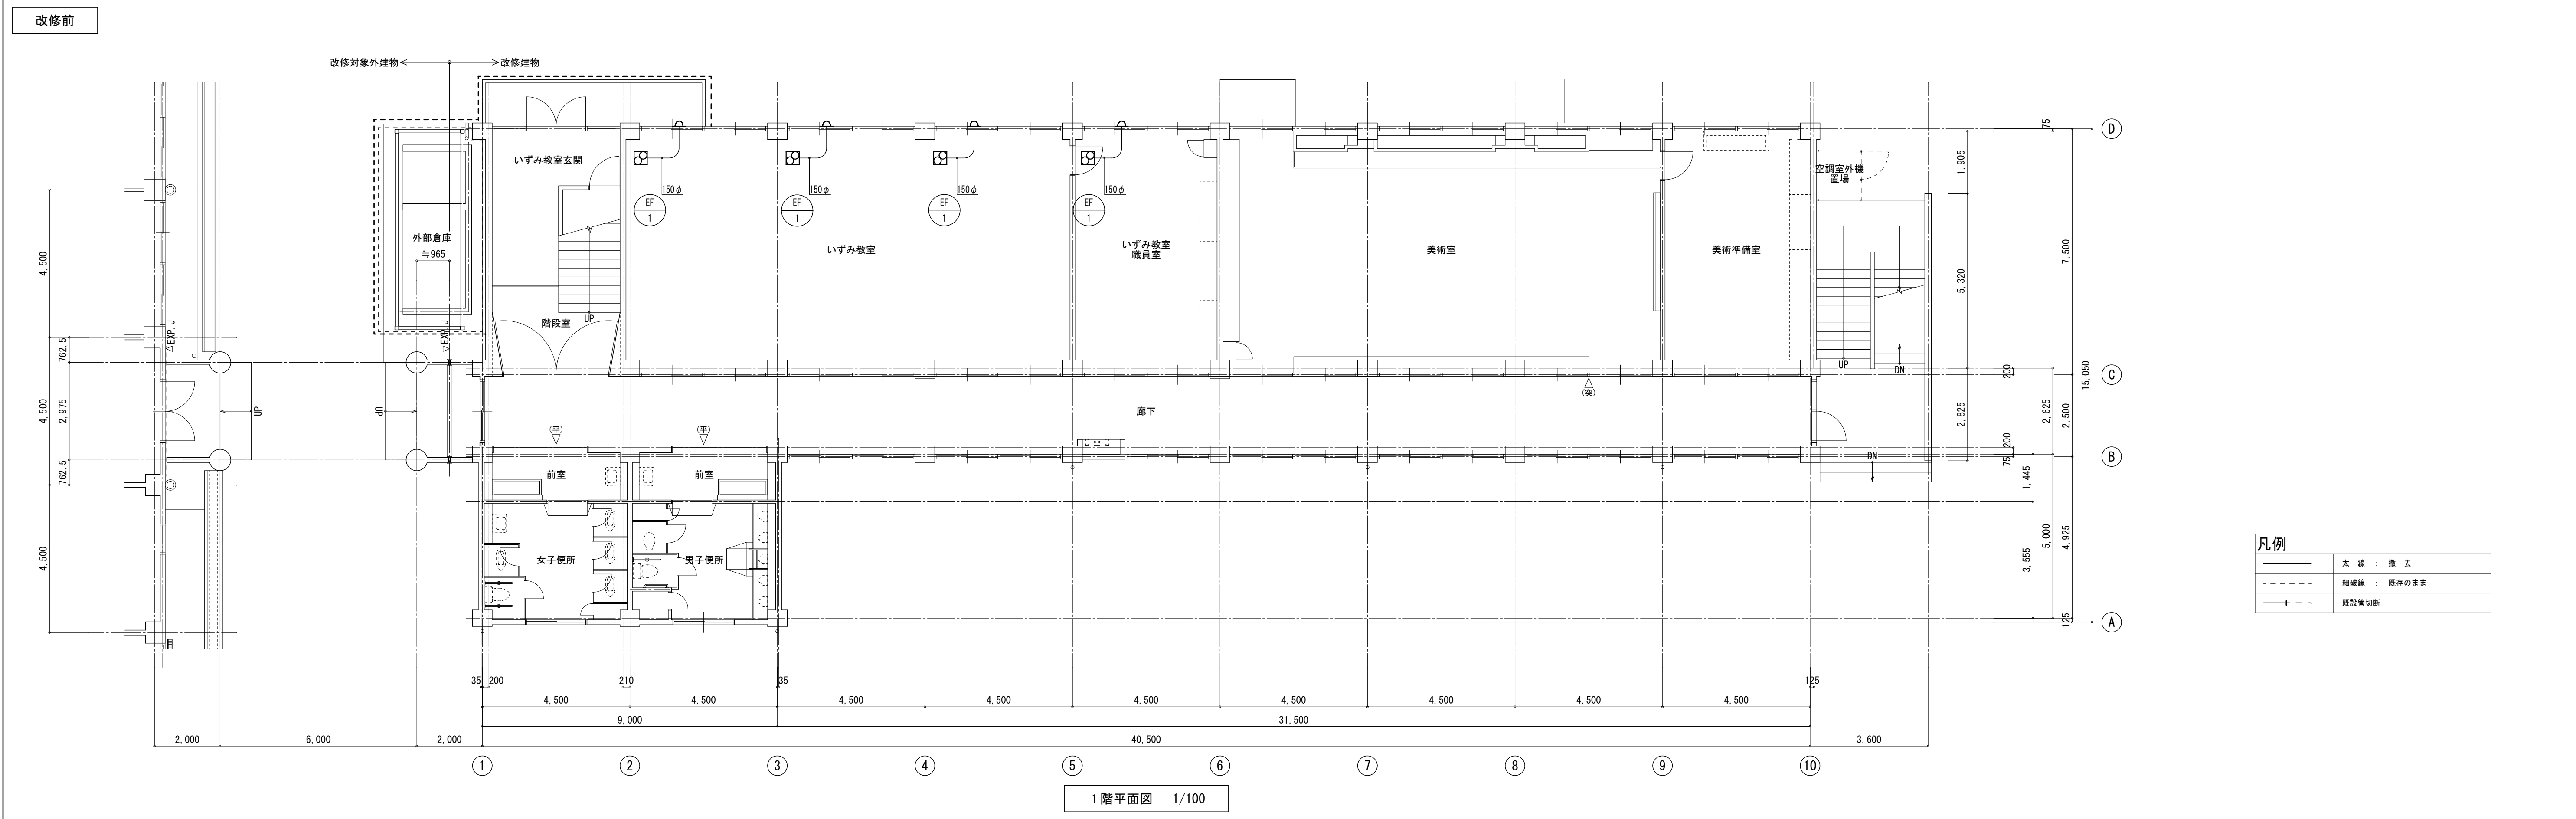 改修前
改修対象外建物
改修建物
いずみ教室玄関
150φ
EF
1
150φ
EF
1
150φ
EF
1
150φ
EF
1
外部倉庫
≒965
いずみ教室
いずみ教室
職員室
美術室
美術準備室
空調室外機
置場
階段室
UP
UP
DN
DN
EXP.J
EXP.J
UP
UP
廊下
(突)
(平)
(平)
前室
前室
女子便所
男子便所
4,500
4,500
4,500
762.5
2,975
762.5
75
1,905
5,320
2,825
200
200
75
2,625
2,500
7,500
15,050
1,445
3,555
5,000
4,925
125
D
C
B
A
35
200
210
35
125
4,500
4,500
4,500
4,500
4,500
4,500
4,500
4,500
4,500
9,000
31,500
2,000
6,000
2,000
40,500
3,600
1
2
3
4
5
6
7
8
9
10
1階平面図 1/100
凡例
太 線 : 撤 去
細破線 : 既存のまま
既設管切断